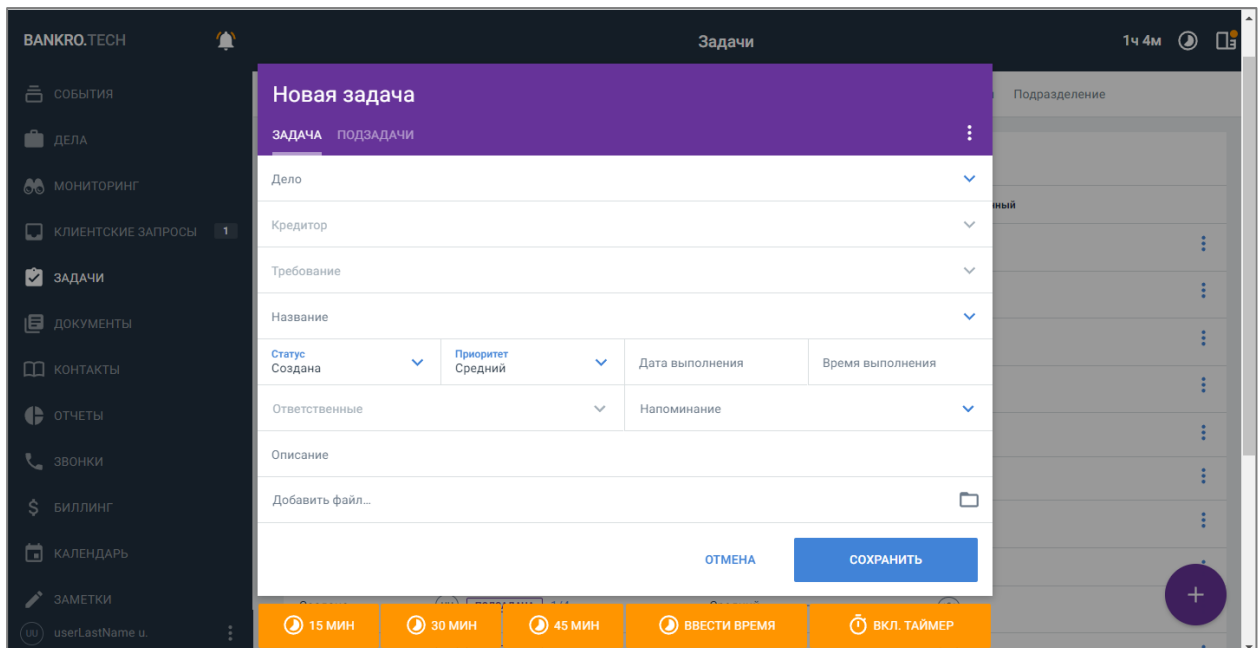 BANKRO.TECH
Задачи
1ч 4м
СОБЫТИЯ
ДЕЛА
МОНИТОРИНГ
КЛИЕНТСКИЕ ЗАПРОСЫ 1
ЗАДАЧИ
ДОКУМЕНТЫ
КОНТАКТЫ
ОТЧЕТЫ
ЗВОНКИ
БИЛЛИНГ
КАЛЕНДАРЬ
ЗАМЕТКИ
UU userLastName u.
Новая задача
ЗАДАЧА ПОДЗАДАЧИ
Подразделение
Дело
Кредитор
Требование
Название
Статус Приоритет
Создана Средний Дата выполнения Время выполнения
Ответственные Напоминание
Описание
Добавить файл...
ОТМЕНА СОХРАНИТЬ
15 МИН 30 МИН 45 МИН ВВЕСТИ ВРЕМЯ ВКЛ. ТАЙМЕР